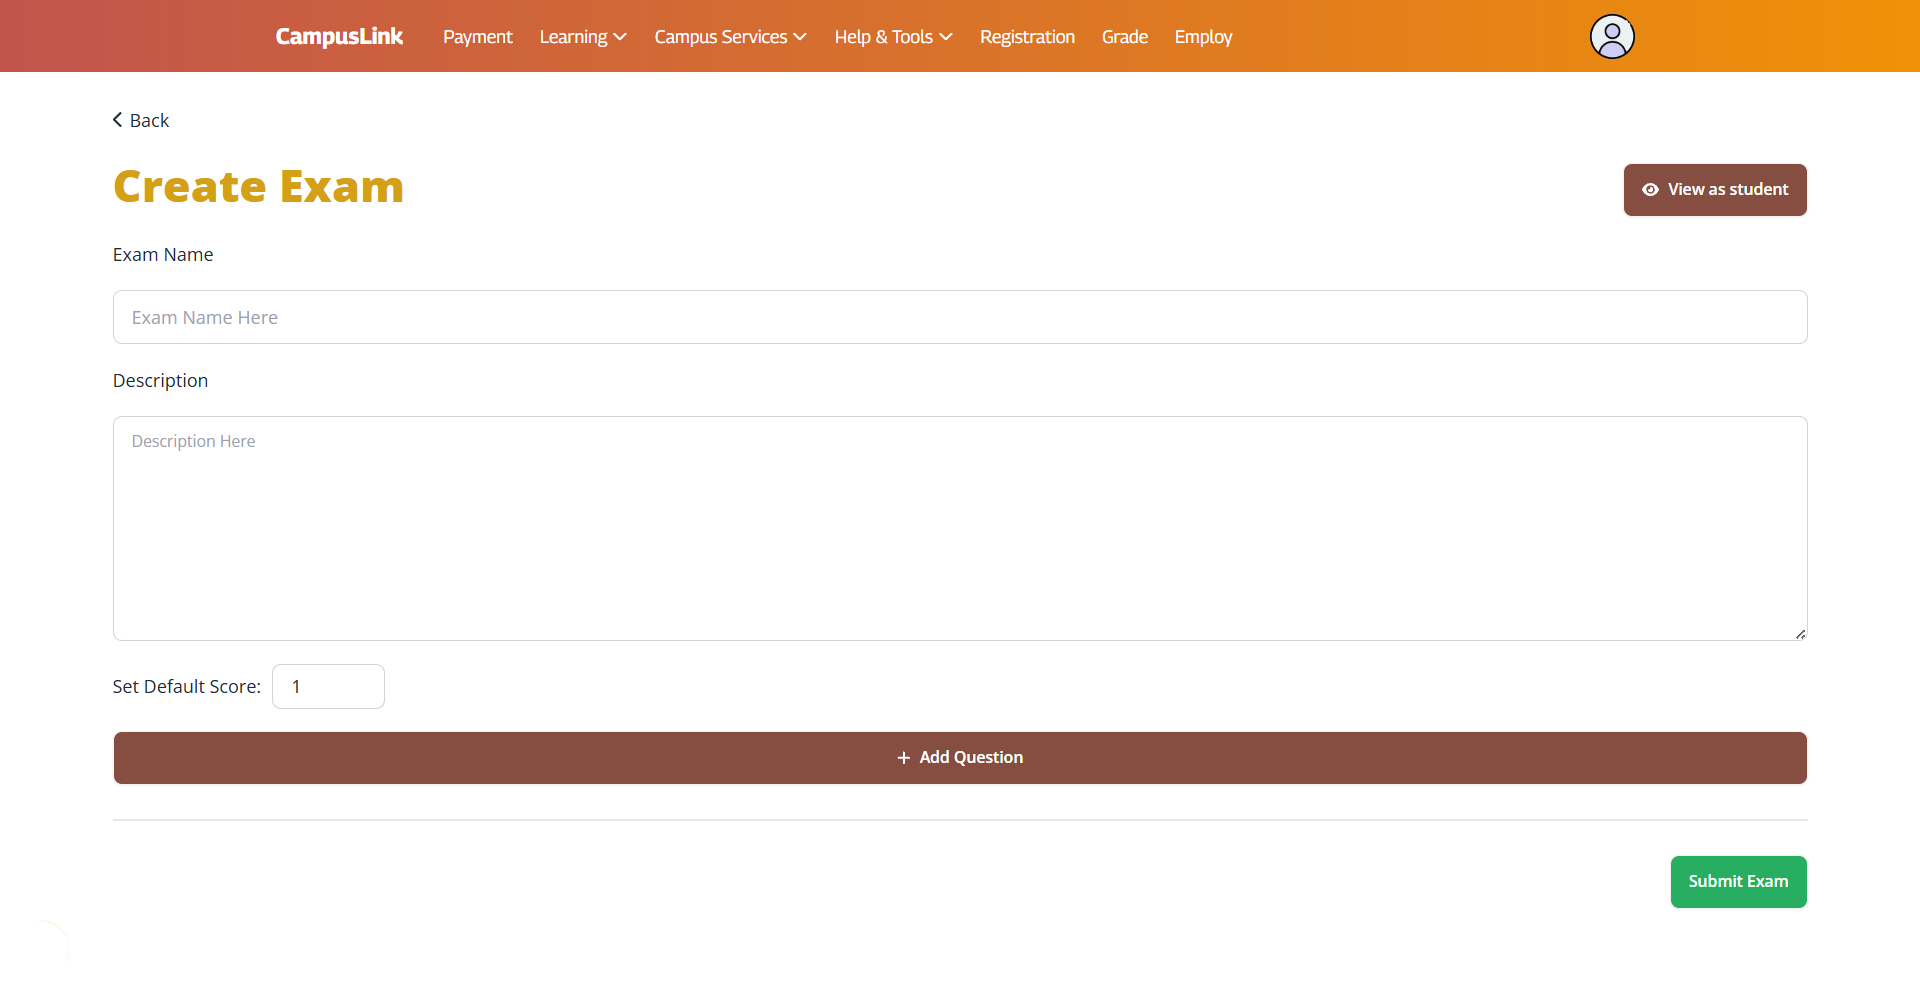 CampusLink Payment Learning Campus Services Help & Tools Registration Grade Employ
Back
Create Exam
View as student
Exam Name
Exam Name Here
Description
Description Here
Set Default Score: 1
+ Add Question
Submit Exam